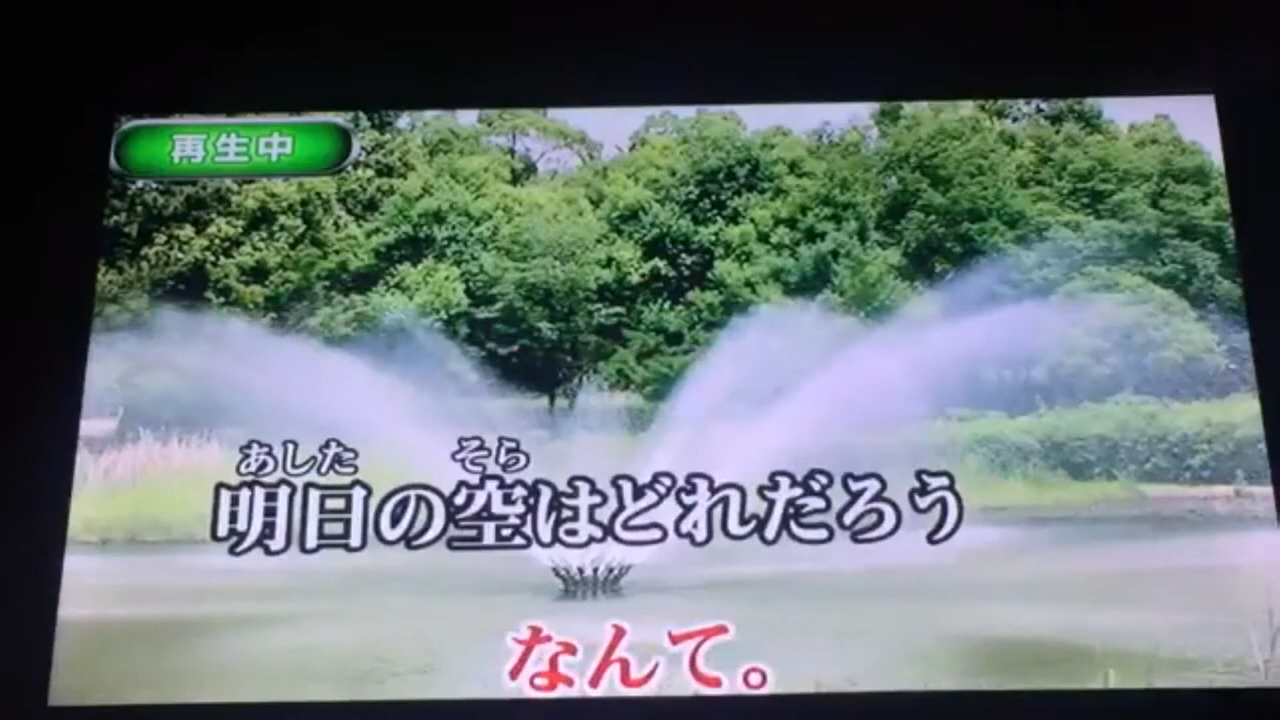 再生中
あした そら
明日の空はどれだろう
なんて。